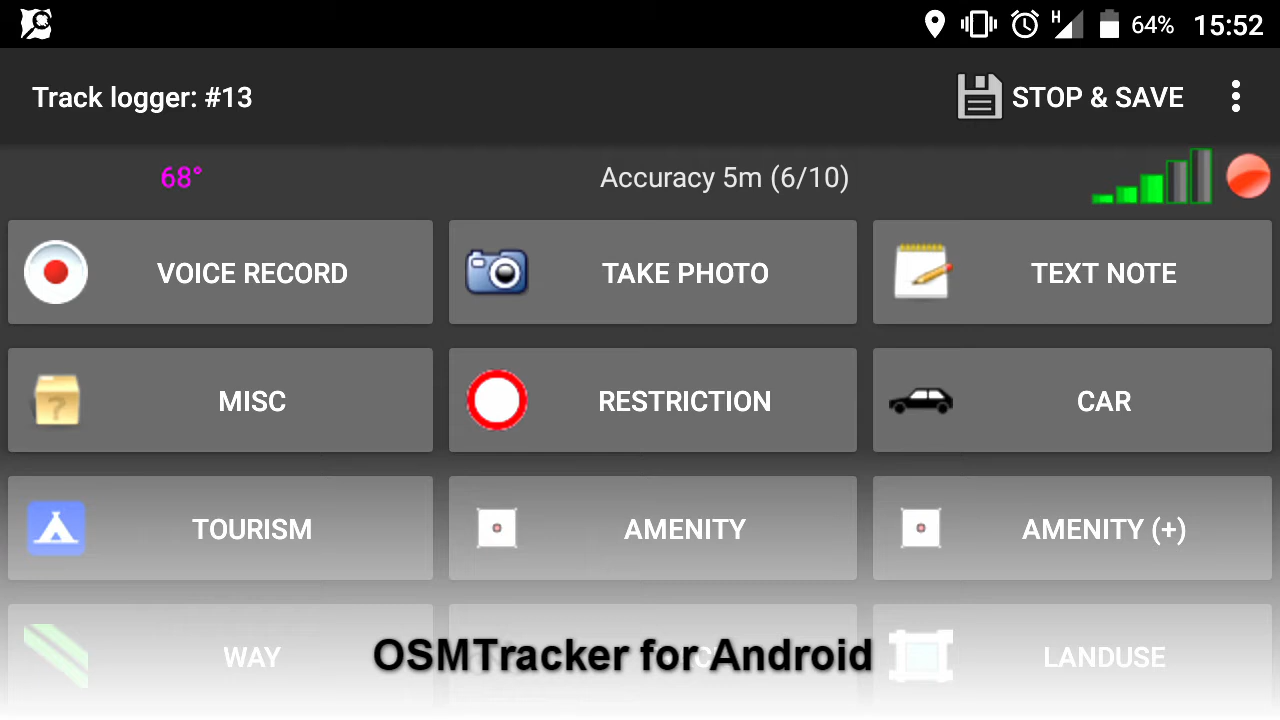 H 64% 15:52
Track logger: #13 STOP & SAVE
68° Accuracy 5m (6/10)
VOICE RECORD TAKE PHOTO TEXT NOTE
MISC RESTRICTION CAR
TOURISM AMENITY AMENITY (+)
WAY OSMTracker for Android LANDUSE